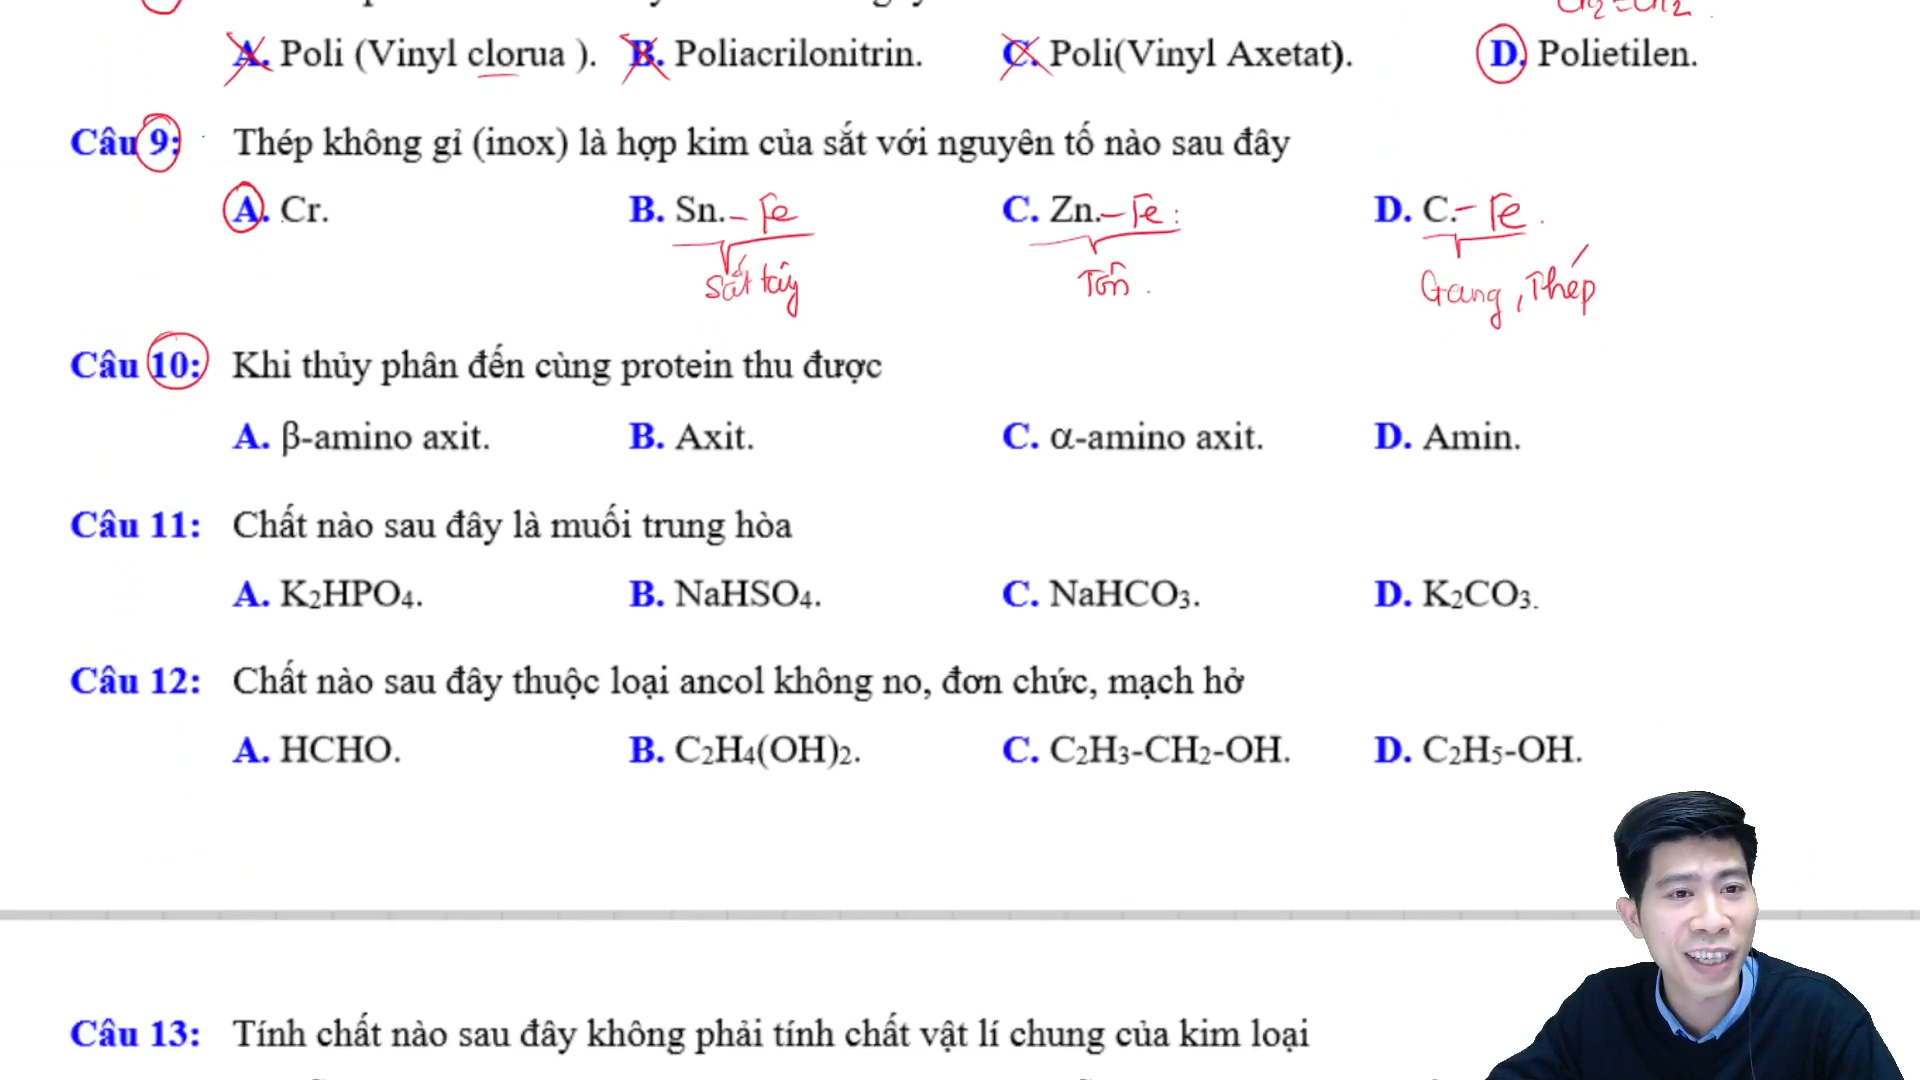 CH₂=CH₂
A. Poli (Vinyl clorua ). B. Poliacrilonitrin. C. Poli(Vinyl Axetat). D. Polietilen.
Câu 9: Thép không gỉ (inox) là hợp kim của sắt với nguyên tố nào sau đây
A. Cr. B. Sn. – Fe C. Zn. – Fe D. C. – Fe
Sắt tây Tôn Gang, Thép
Câu 10: Khi thủy phân đến cùng protein thu được
A. β-amino axit. B. Axit. C. α-amino axit. D. Amin.
Câu 11: Chất nào sau đây là muối trung hòa
A. K₂HPO₄. B. NaHSO₄. C. NaHCO₃. D. K₂CO₃.
Câu 12: Chất nào sau đây thuộc loại ancol không no, đơn chức, mạch hở
A. HCHO. B. C₂H₄(OH)₂. C. C₂H₃-CH₂-OH. D. C₂H₅-OH.
Câu 13: Tính chất nào sau đây không phải tính chất vật lí chung của kim loại